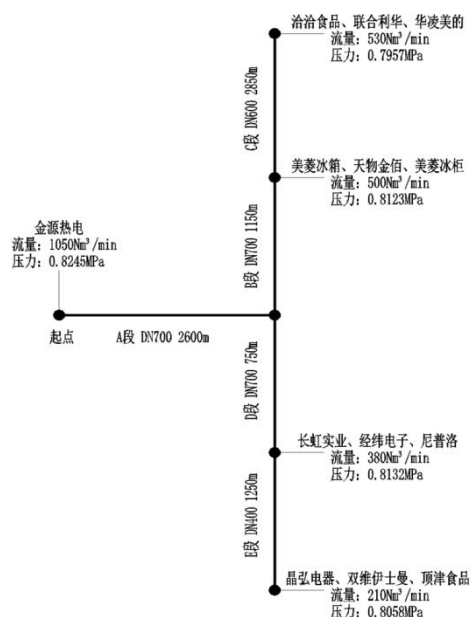 洽洽食品、联合利华、华凌美的
流量：530Nm³/min
压力：0.7957MPa
C段 DN600 2850m
美菱冰箱、天物金佰、美菱冰柜
流量：500Nm³/min
压力：0.8123MPa
B段 DN700 1150m
金源热电
流量：1050Nm³/min
压力：0.8245MPa
起点
A段 DN700 2600m
D段 DN700 750m
长虹实业、经纬电子、尼普洛
流量：380Nm³/min
压力：0.8132MPa
E段 DN400 1250m
晶弘电器、双维伊士曼、顶津食品
流量：210Nm³/min
压力：0.8058MPa